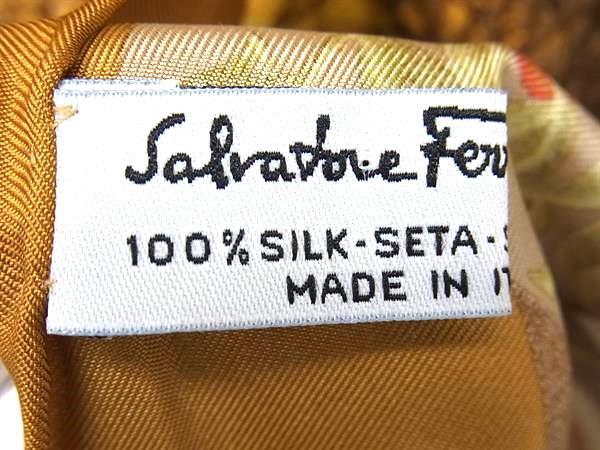 Salvatore Fer
100% SILK-SETA-S
MADE IN IT